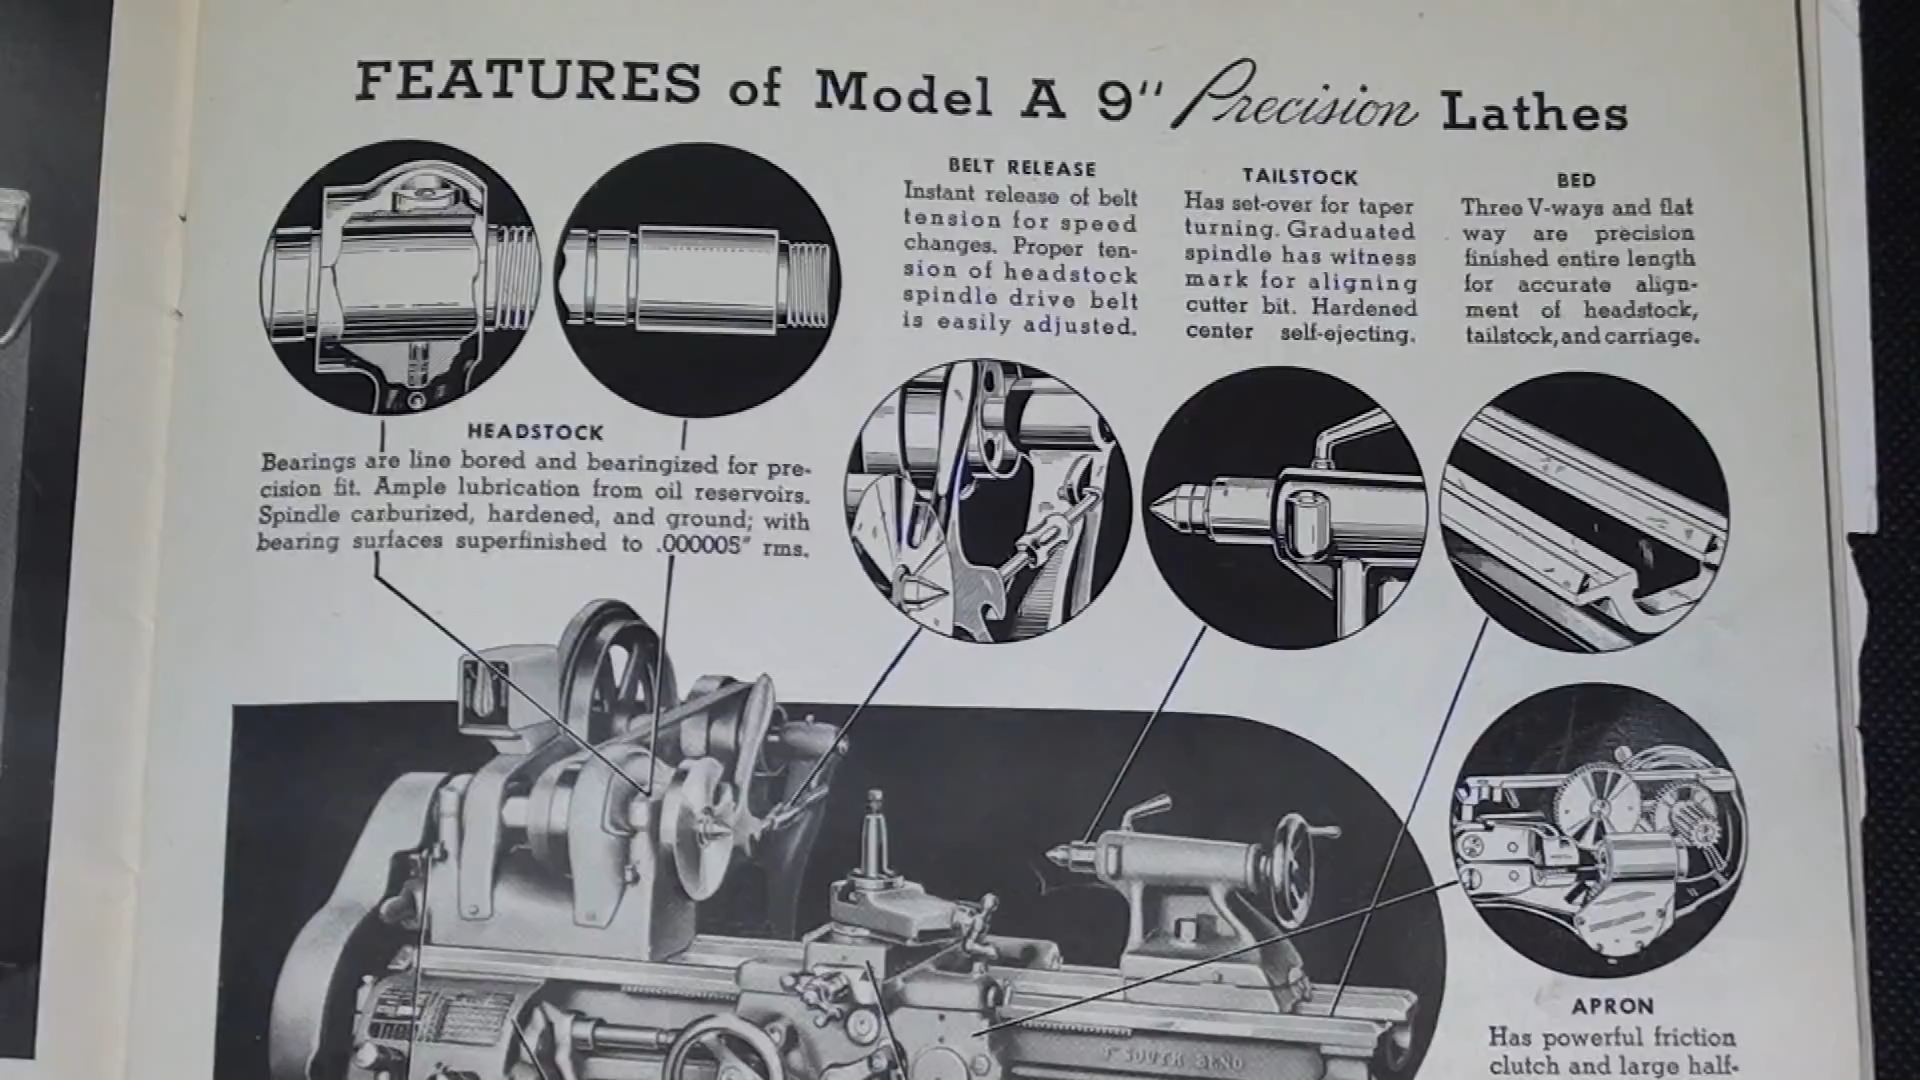 FEATURES of Model A 9" Precision Lathes
HEADSTOCK
Bearings are line bored and bearingized for pre-
cision fit. Ample lubrication from oil reservoirs.
Spindle carburized, hardened, and ground; with
bearing surfaces superfinished to .000005" rms.
BELT RELEASE
Instant release of belt
tension for speed
changes. Proper ten-
sion of headstock
spindle drive belt
is easily adjusted.
TAILSTOCK
Has set-over for taper
turning. Graduated
spindle has witness
mark for aligning
cutter bit. Hardened
center self-ejecting.
BED
Three V-ways and flat
way are precision
finished entire length
for accurate align-
ment of headstock,
tailstock, and carriage.
APRON
Has powerful friction
clutch and large half-
9" SOUTH BEND